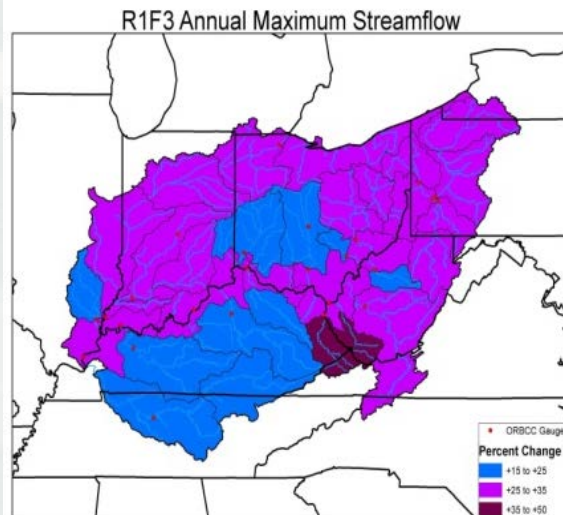 R1F3 Annual Maximum Streamflow
ORBCC Gauge
Percent Change
+15 to +25
+25 to +35
+35 to +50